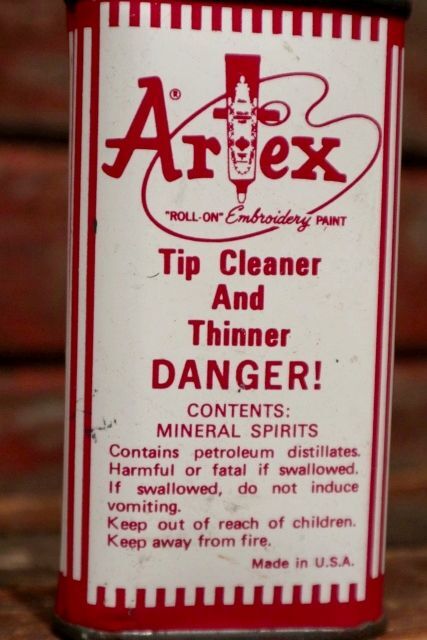 Artex®
"ROLL-ON" Embroidery PAINT
Tip Cleaner
And
Thinner
DANGER!
CONTENTS:
MINERAL SPIRITS
Contains petroleum distillates.
Harmful or fatal if swallowed.
If swallowed, do not induce
vomiting.
Keep out of reach of children.
Keep away from fire.
Made in U.S.A.